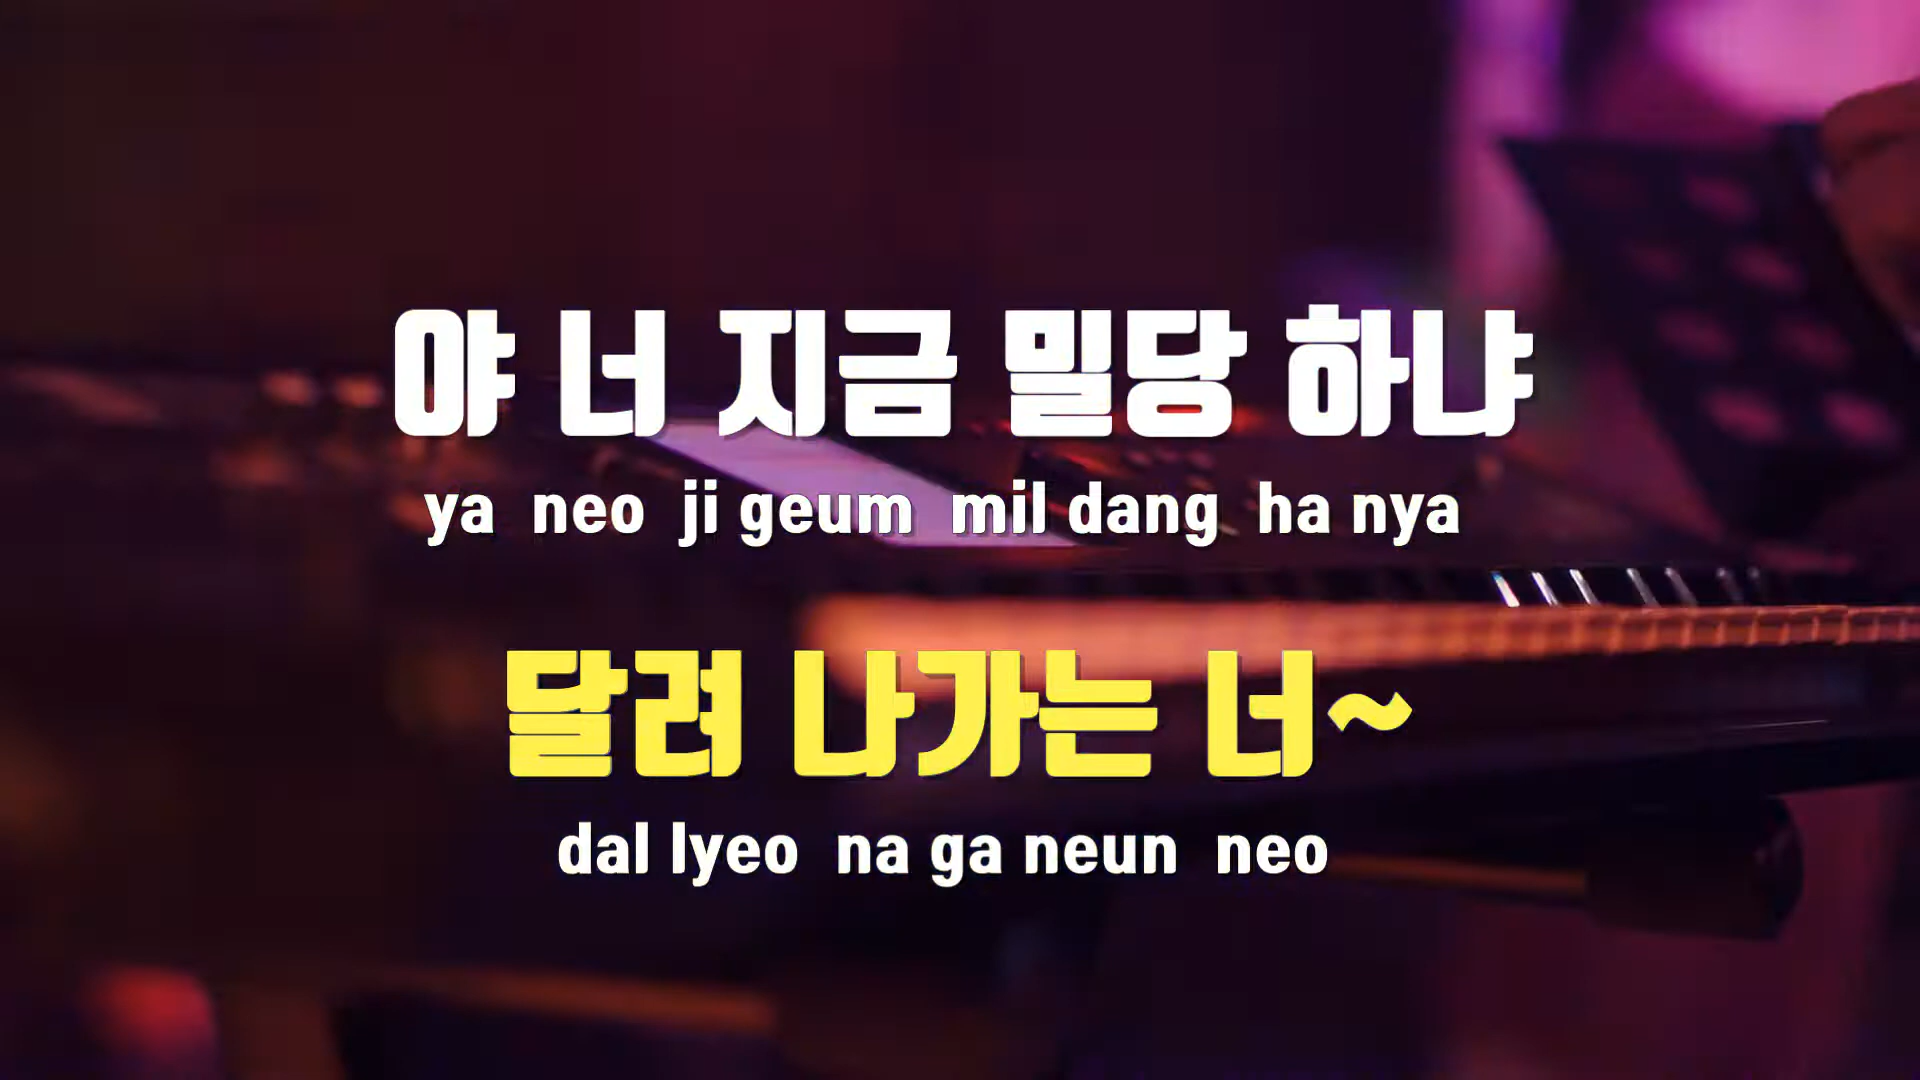 야 너 지금 밀당 하냐
ya neo ji geum mil dang ha nya
달려 나가는 너~
dal lyeo na ga neun neo